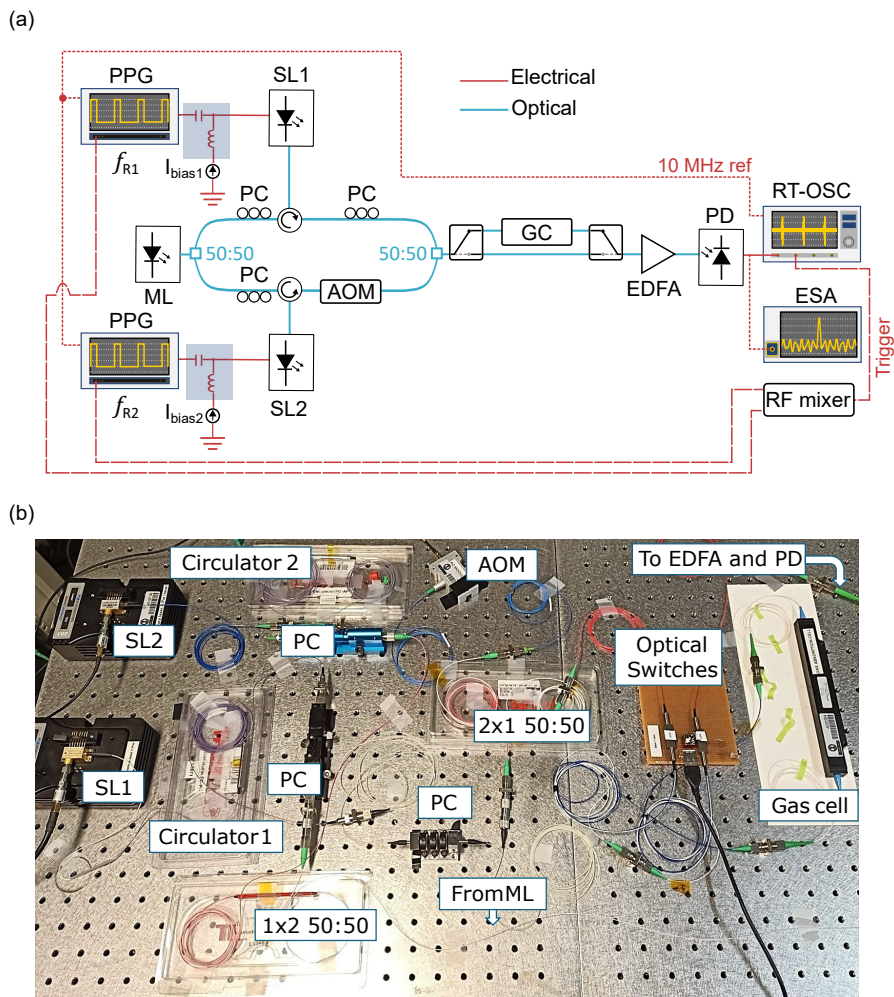 (a)
PPG
SL1
Electrical
Optical
fR1
Ibias1
10 MHz ref
RT-OSC
PC
PC
PD
GC
50:50
50:50
ML
PC
AOM
EDFA
ESA
PPG
Trigger
fR2
Ibias2
SL2
RF mixer
(b)
Circulator 2
AOM
To EDFA and PD
SL2
PC
Optical
Switches
2x1 50:50
SL1
PC
PC
Gas cell
Circulator1
FromML
1x2 50:50